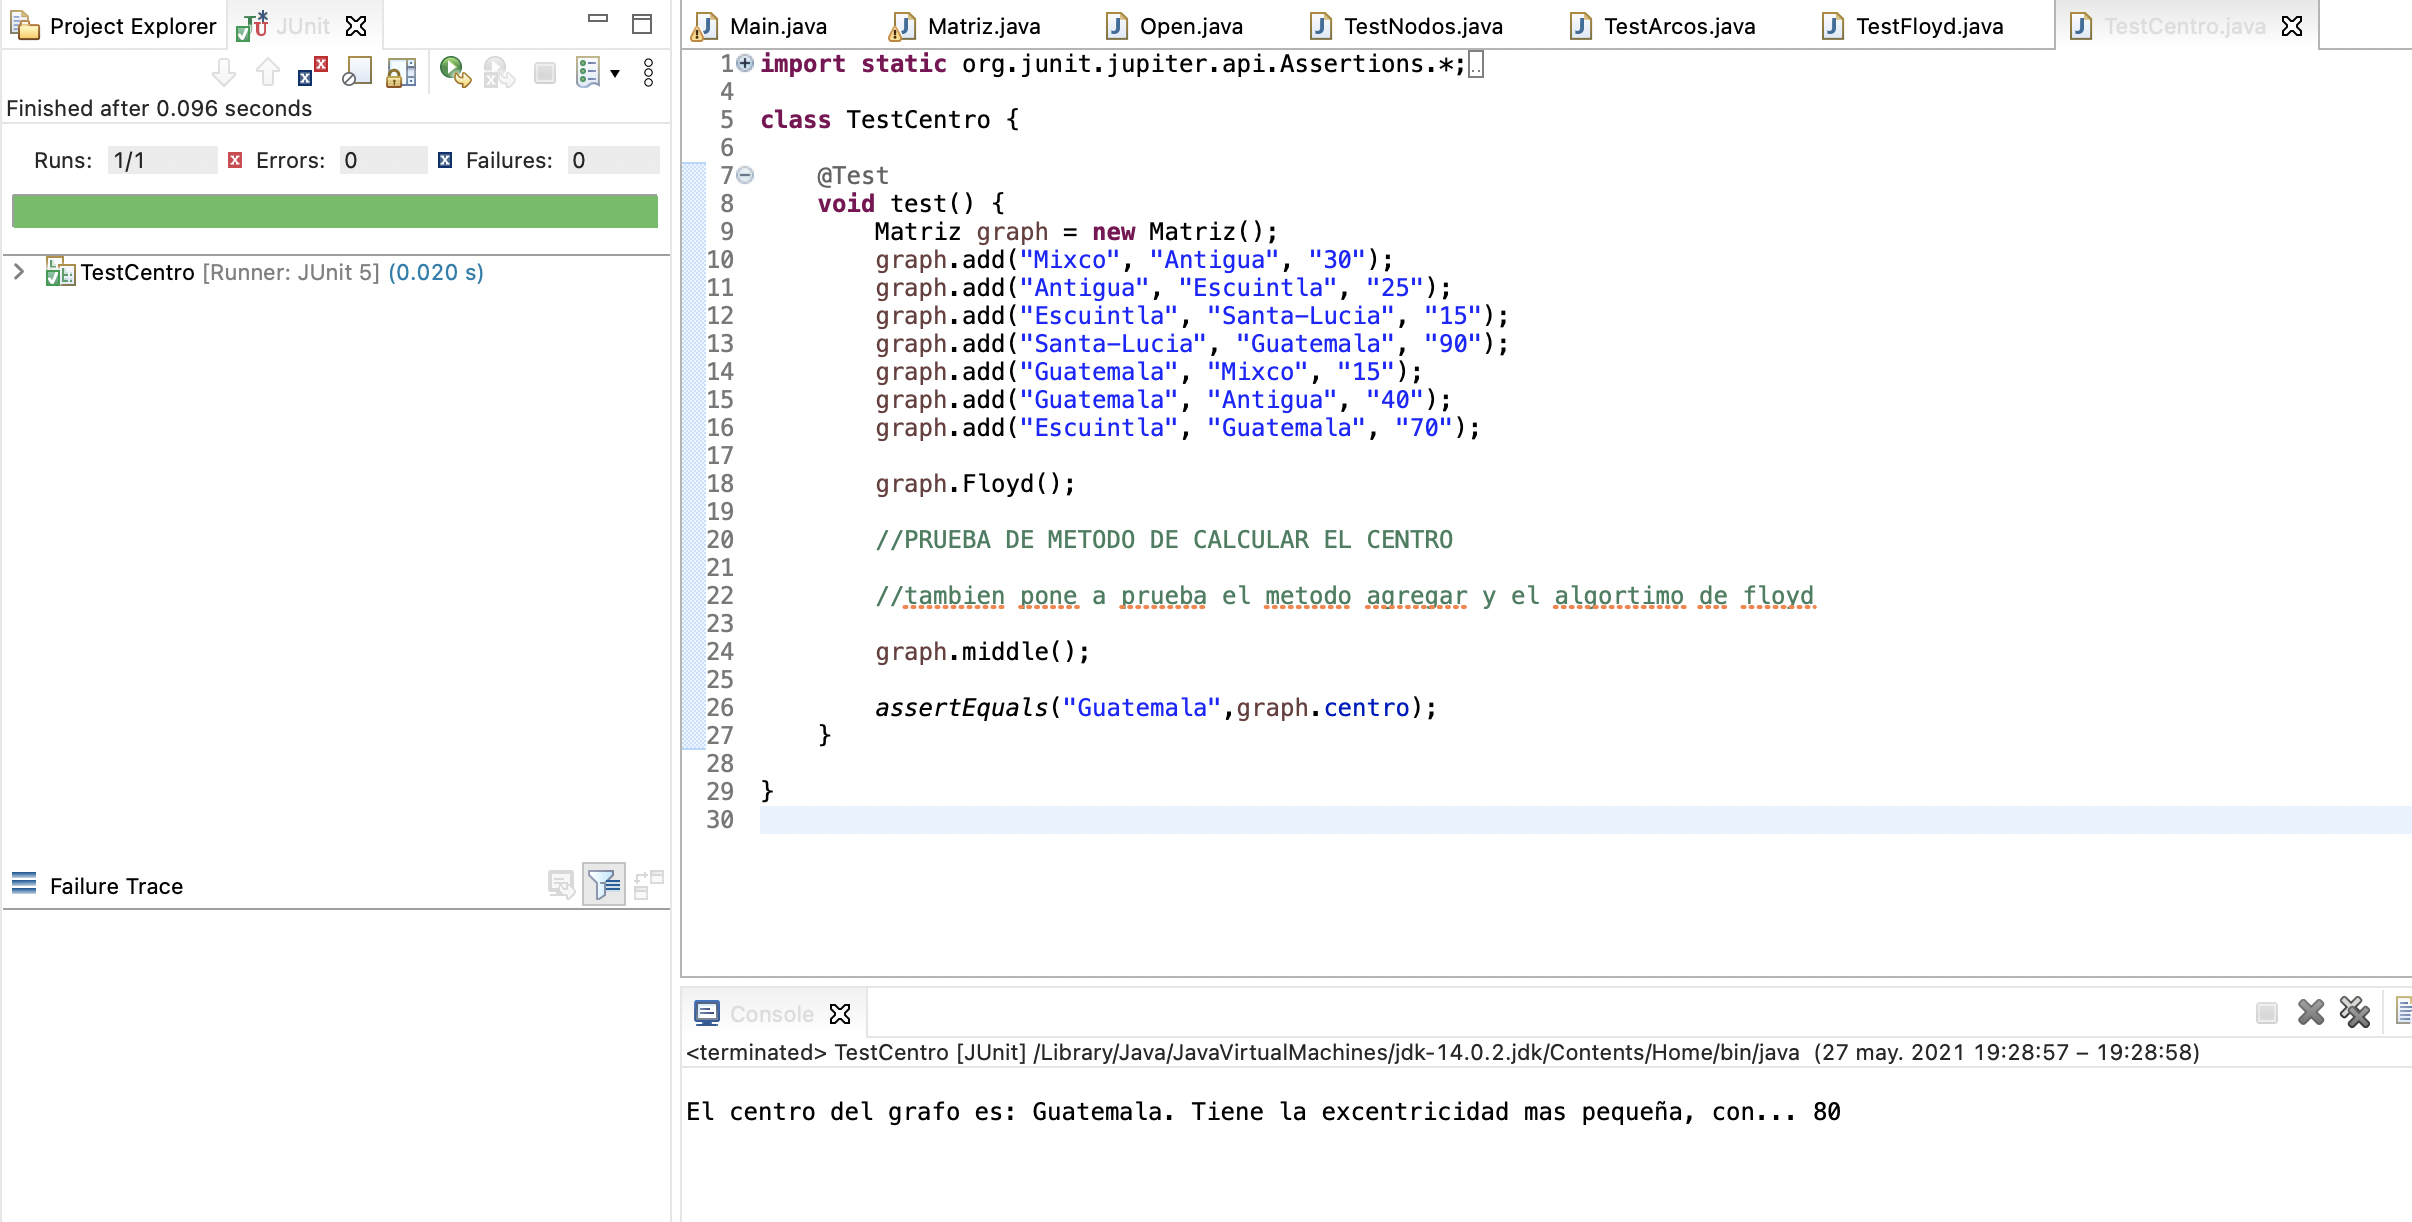 Project Explorer
JUnit
Finished after 0.096 seconds
Runs: 1/1 Errors: 0 Failures: 0
TestCentro [Runner: JUnit 5] (0.020 s)
Failure Trace
Main.java Matriz.java Open.java TestNodos.java TestArcos.java TestFloyd.java TestCentro.java
1 import static org.junit.jupiter.api.Assertions.*;
4
5 class TestCentro {
6
7 @Test
8 void test() {
9 Matriz graph = new Matriz();
10 graph.add("Mixco", "Antigua", "30");
11 graph.add("Antigua", "Escuintla", "25");
12 graph.add("Escuintla", "Santa-Lucia", "15");
13 graph.add("Santa-Lucia", "Guatemala", "90");
14 graph.add("Guatemala", "Mixco", "15");
15 graph.add("Guatemala", "Antigua", "40");
16 graph.add("Escuintla", "Guatemala", "70");
17
18 graph.Floyd();
19
20 //PRUEBA DE METODO DE CALCULAR EL CENTRO
21
22 //tambien pone a prueba el metodo agregar y el algortimo de floyd
23
24 graph.middle();
25
26 assertEquals("Guatemala",graph.centro);
27 }
28
29 }
30
Console
<terminated> TestCentro [JUnit] /Library/Java/JavaVirtualMachines/jdk-14.0.2.jdk/Contents/Home/bin/java (27 may. 2021 19:28:57 – 19:28:58)
El centro del grafo es: Guatemala. Tiene la excentricidad mas pequeña, con... 80